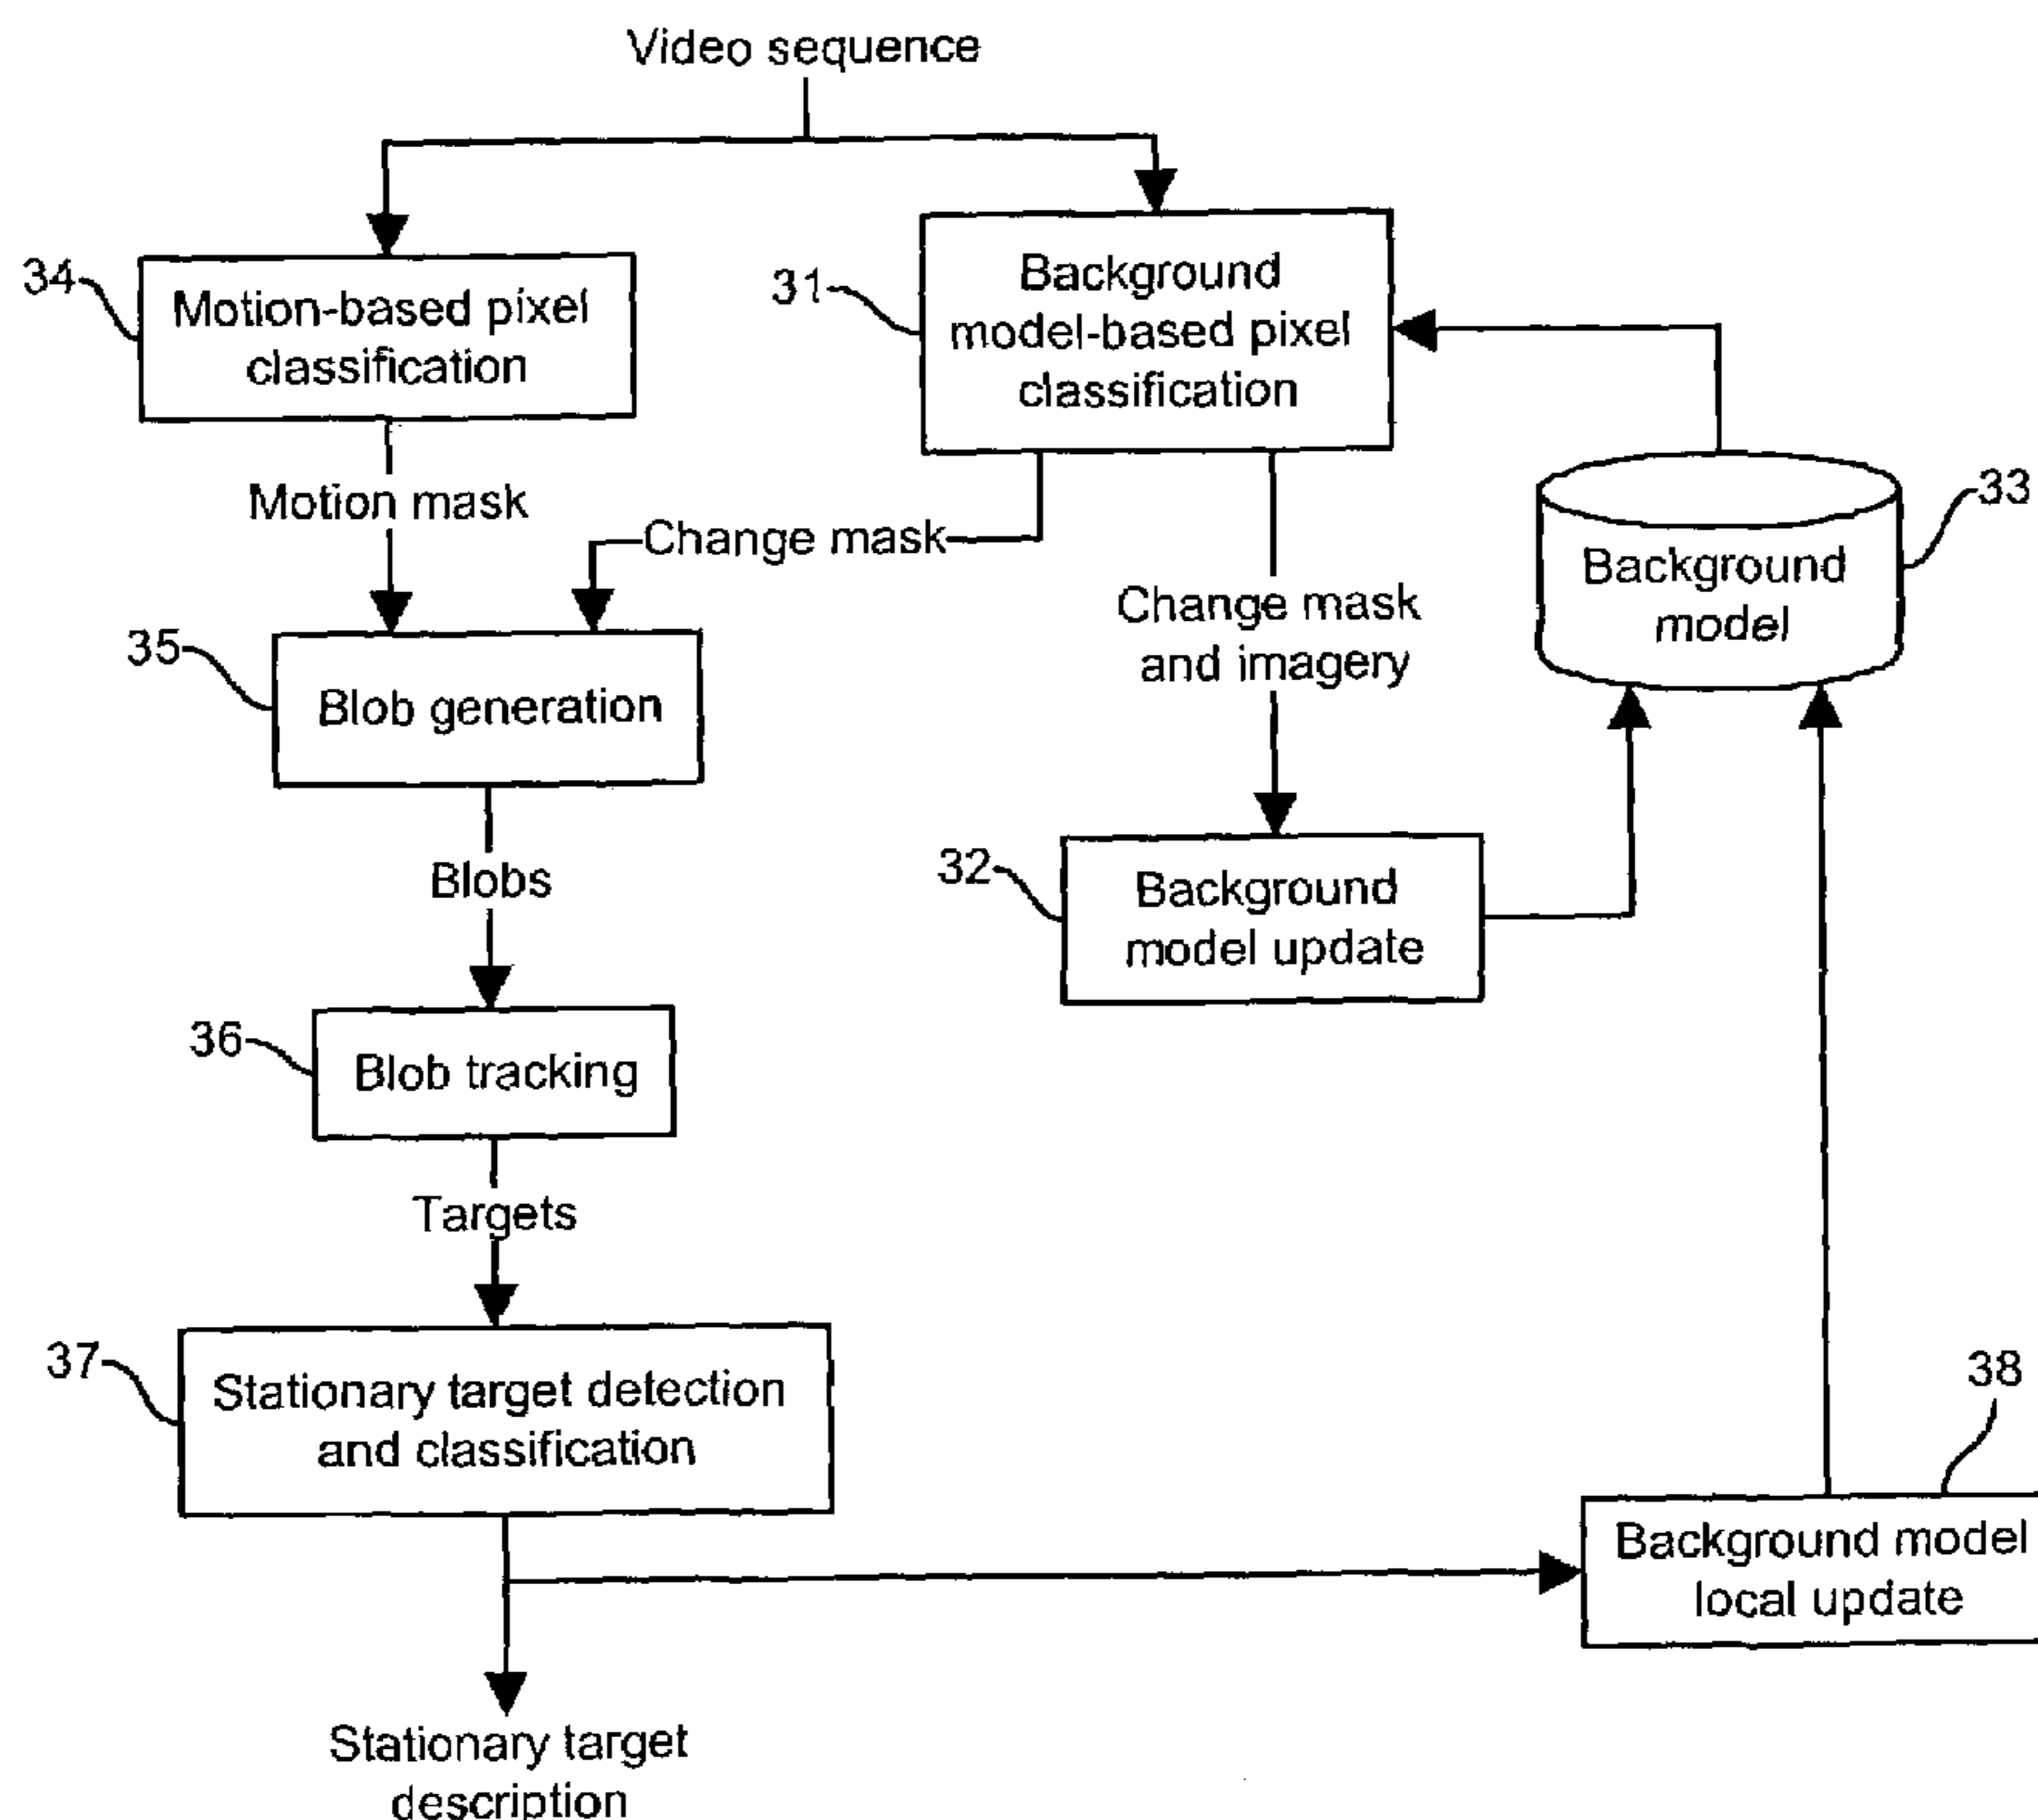 Video sequence
34
Motion-based pixel
classification
31
Background
model-based pixel
classification
Motion mask
Change mask
Change mask
and imagery
33
Background
model
35
Blob generation
32
Background
model update
Blobs
36
Blob tracking
Targets
37
Stationary target detection
and classification
38
Background model
local update
Stationary target
description